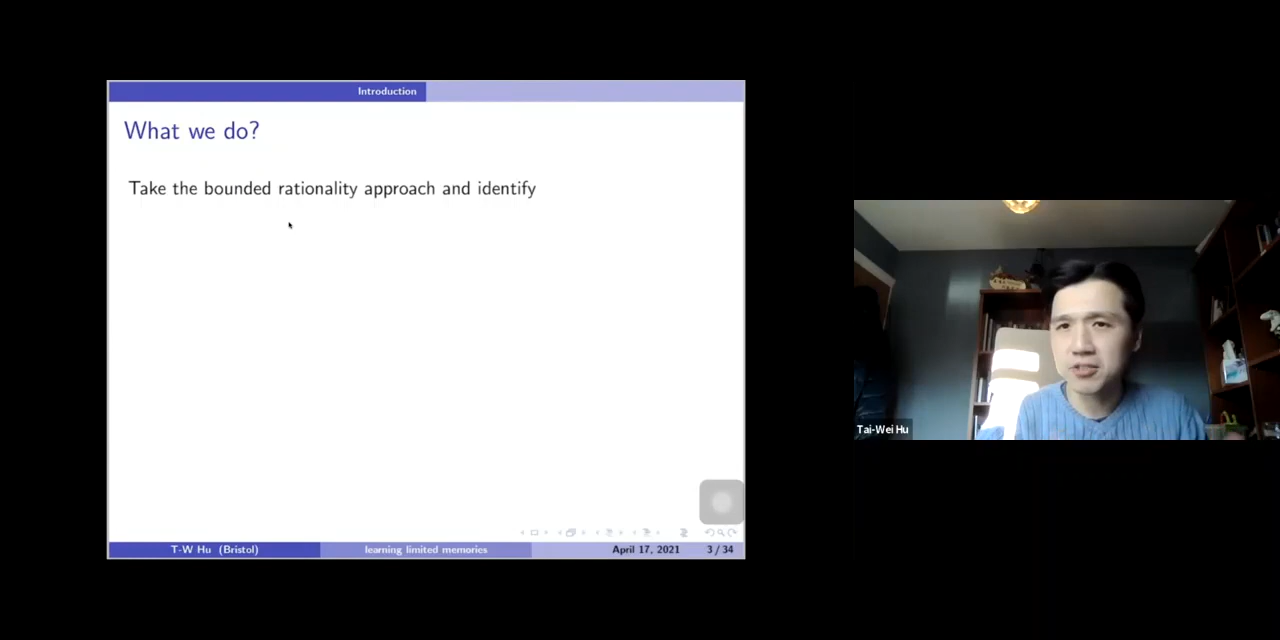 Introduction
What we do?
Take the bounded rationality approach and identify
Tai-Wei Hu
T-W Hu (Bristol)
learning limited memories
April 17, 2021
3 / 34